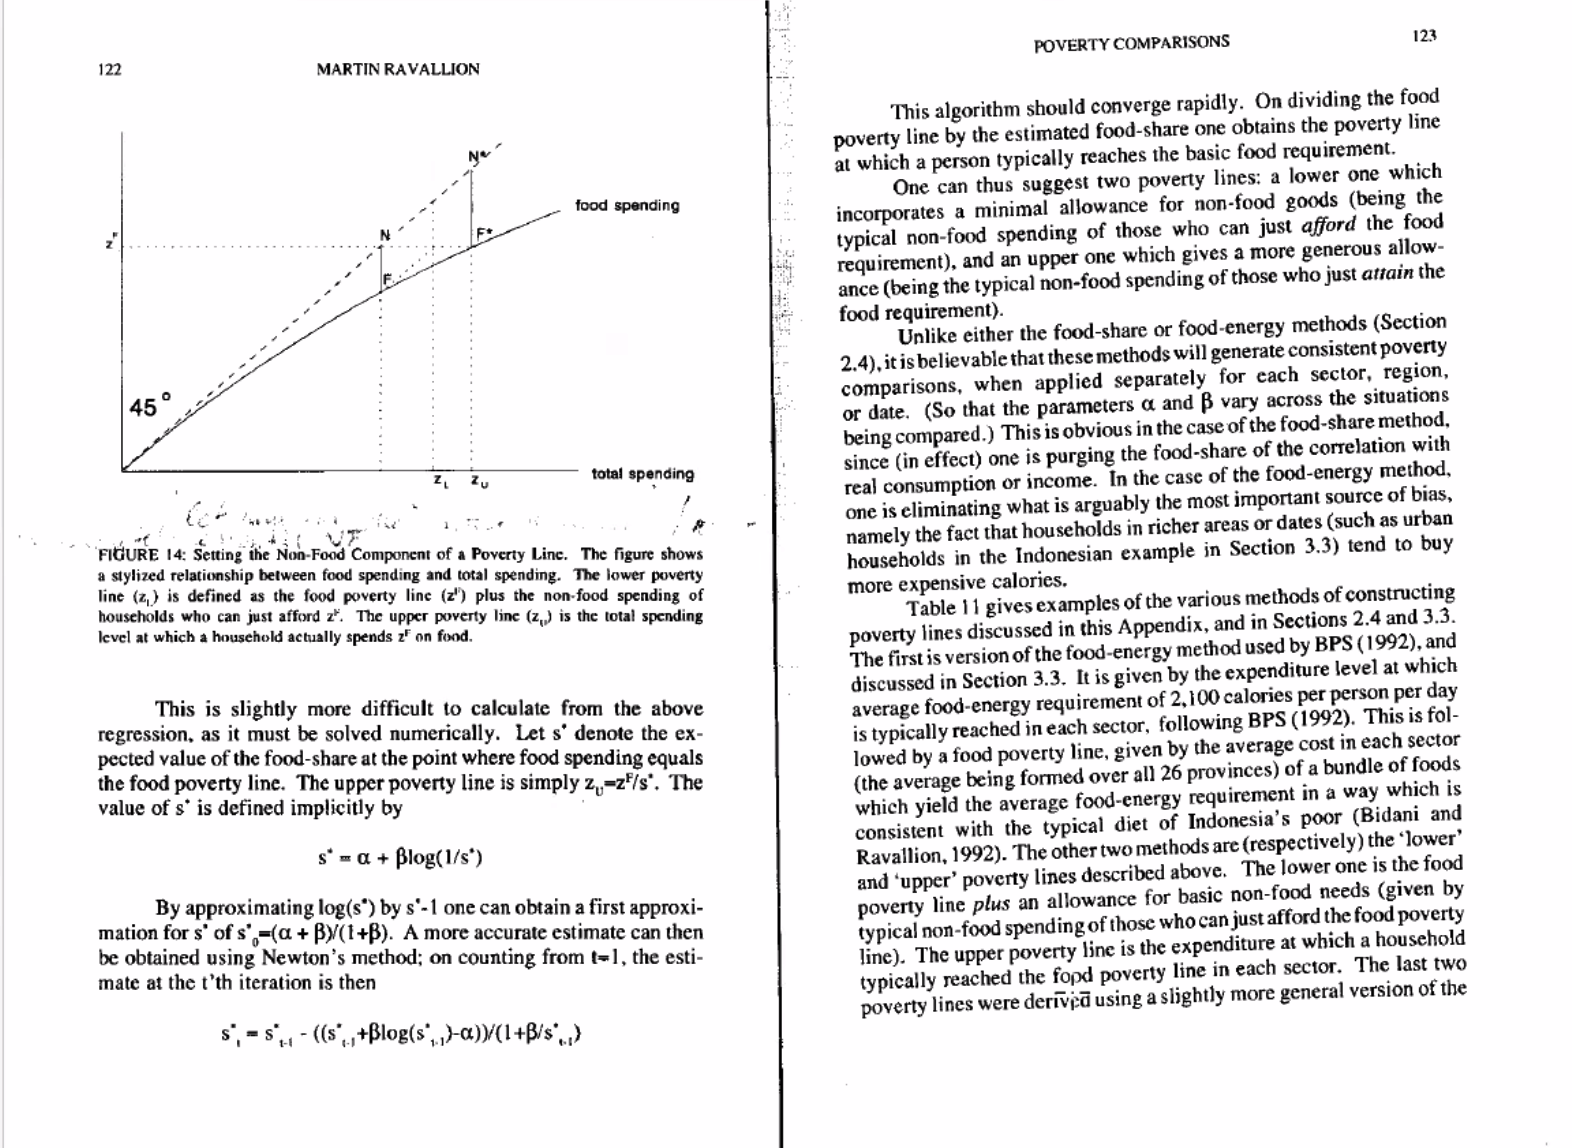 122
MARTIN RAVALLION
N*
food spending
zF
N
F*
F
45°
total spending
zL zU
FIGURE 14: Setting the Non-Food Component of a Poverty Line. The figure shows
a stylized relationship between food spending and total spending. The lower poverty
line (zL) is defined as the food poverty line (zF) plus the non-food spending of
households who can just afford zF. The upper poverty line (zU) is the total spending
level at which a household actually spends zF on food.
This is slightly more difficult to calculate from the above
regression, as it must be solved numerically. Let s* denote the ex-
pected value of the food-share at the point where food spending equals
the food poverty line. The upper poverty line is simply zU=zF/s*. The
value of s* is defined implicitly by
s* = α + βlog(1/s*)
By approximating log(s*) by s*-1 one can obtain a first approxi-
mation for s* of s*0=(α + β)/(1+β). A more accurate estimate can then
be obtained using Newton's method; on counting from t=1, the esti-
mate at the t'th iteration is then
s*t = s*t-1 - ((s*t-1+βlog(s*t-1)-α))/(1+β/s*t-1)
POVERTY COMPARISONS
123
This algorithm should converge rapidly. On dividing the food
poverty line by the estimated food-share one obtains the poverty line
at which a person typically reaches the basic food requirement.
One can thus suggest two poverty lines: a lower one which
incorporates a minimal allowance for non-food goods (being the
typical non-food spending of those who can just afford the food
requirement), and an upper one which gives a more generous allow-
ance (being the typical non-food spending of those who just attain the
food requirement).
Unlike either the food-share or food-energy methods (Section
2.4), it is believable that these methods will generate consistent poverty
comparisons, when applied separately for each sector, region,
or date. (So that the parameters α and β vary across the situations
being compared.) This is obvious in the case of the food-share method,
since (in effect) one is purging the food-share of the correlation with
real consumption or income. In the case of the food-energy method,
one is eliminating what is arguably the most important source of bias,
namely the fact that households in richer areas or dates (such as urban
households in the Indonesian example in Section 3.3) tend to buy
more expensive calories.
Table 11 gives examples of the various methods of constructing
poverty lines discussed in this Appendix, and in Sections 2.4 and 3.3.
The first is version of the food-energy method used by BPS (1992), and
discussed in Section 3.3. It is given by the expenditure level at which
average food-energy requirement of 2,100 calories per person per day
is typically reached in each sector, following BPS (1992). This is fol-
lowed by a food poverty line, given by the average cost in each sector
(the average being formed over all 26 provinces) of a bundle of foods
which yield the average food-energy requirement in a way which is
consistent with the typical diet of Indonesia's poor (Bidani and
Ravallion, 1992). The other two methods are (respectively) the 'lower'
and 'upper' poverty lines described above. The lower one is the food
poverty line plus an allowance for basic non-food needs (given by
typical non-food spending of those who can just afford the food poverty
line). The upper poverty line is the expenditure at which a household
typically reached the food poverty line in each sector. The last two
poverty lines were derived using a slightly more general version of the